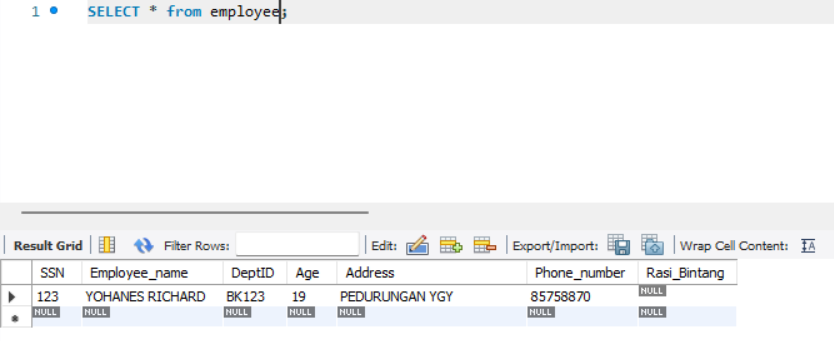 1 SELECT * from employee;
Result Grid Filter Rows: Edit: Export/Import: Wrap Cell Content: IA
SSN Employee_name DeptID Age Address Phone_number Rasi_Bintang
123 YOHANES RICHARD BK123 19 PEDURUNGAN YGY 85758870 NULL
NULL NULL NULL NULL NULL NULL NULL